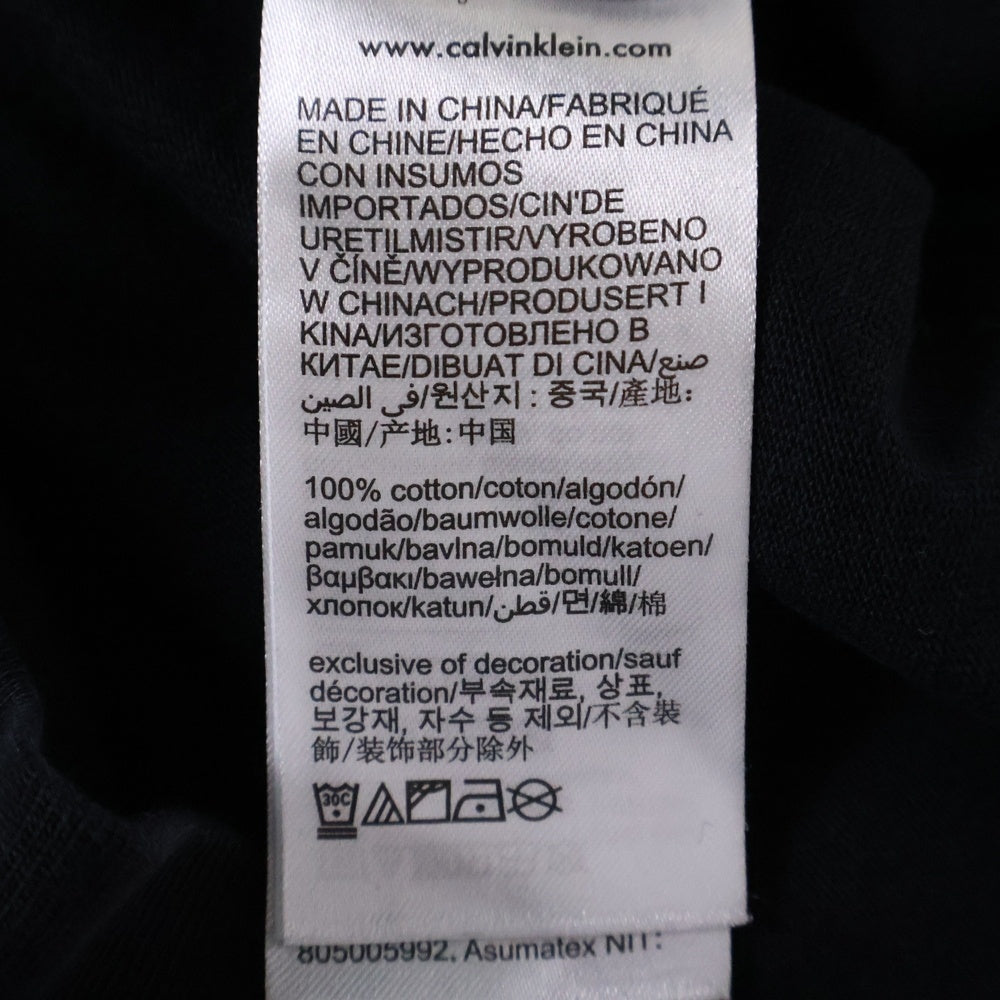 www.calvinklein.com
MADE IN CHINA/FABRIQUÉ
EN CHINE/HECHO EN CHINA
CON INSUMOS
IMPORTADOS/CIN'DE
URETILMISTIR/VYROBENO
V ČÍNĚ/WYPRODUKOWANO
W CHINACH/PRODUSERT I
KINA/ИЗГОТОВЛЕНО В
КИТАЕ/DIBUAT DI CINA/صنع
في الصين/원산지 : 중국/產地:
中國/产地:中国
100% cotton/coton/algodón/
algodão/baumwolle/cotone/
pamuk/bavlna/bomuld/katoen/
βαμβακι/bawełna/bomull/
хлопок/katun/قطن/면/綿/棉
exclusive of decoration/sauf
décoration/부속재료, 상표,
보강재, 자수 등 제외/不含裝
飾/装饰部分除外
30C
805005992, Asumatex NIT: